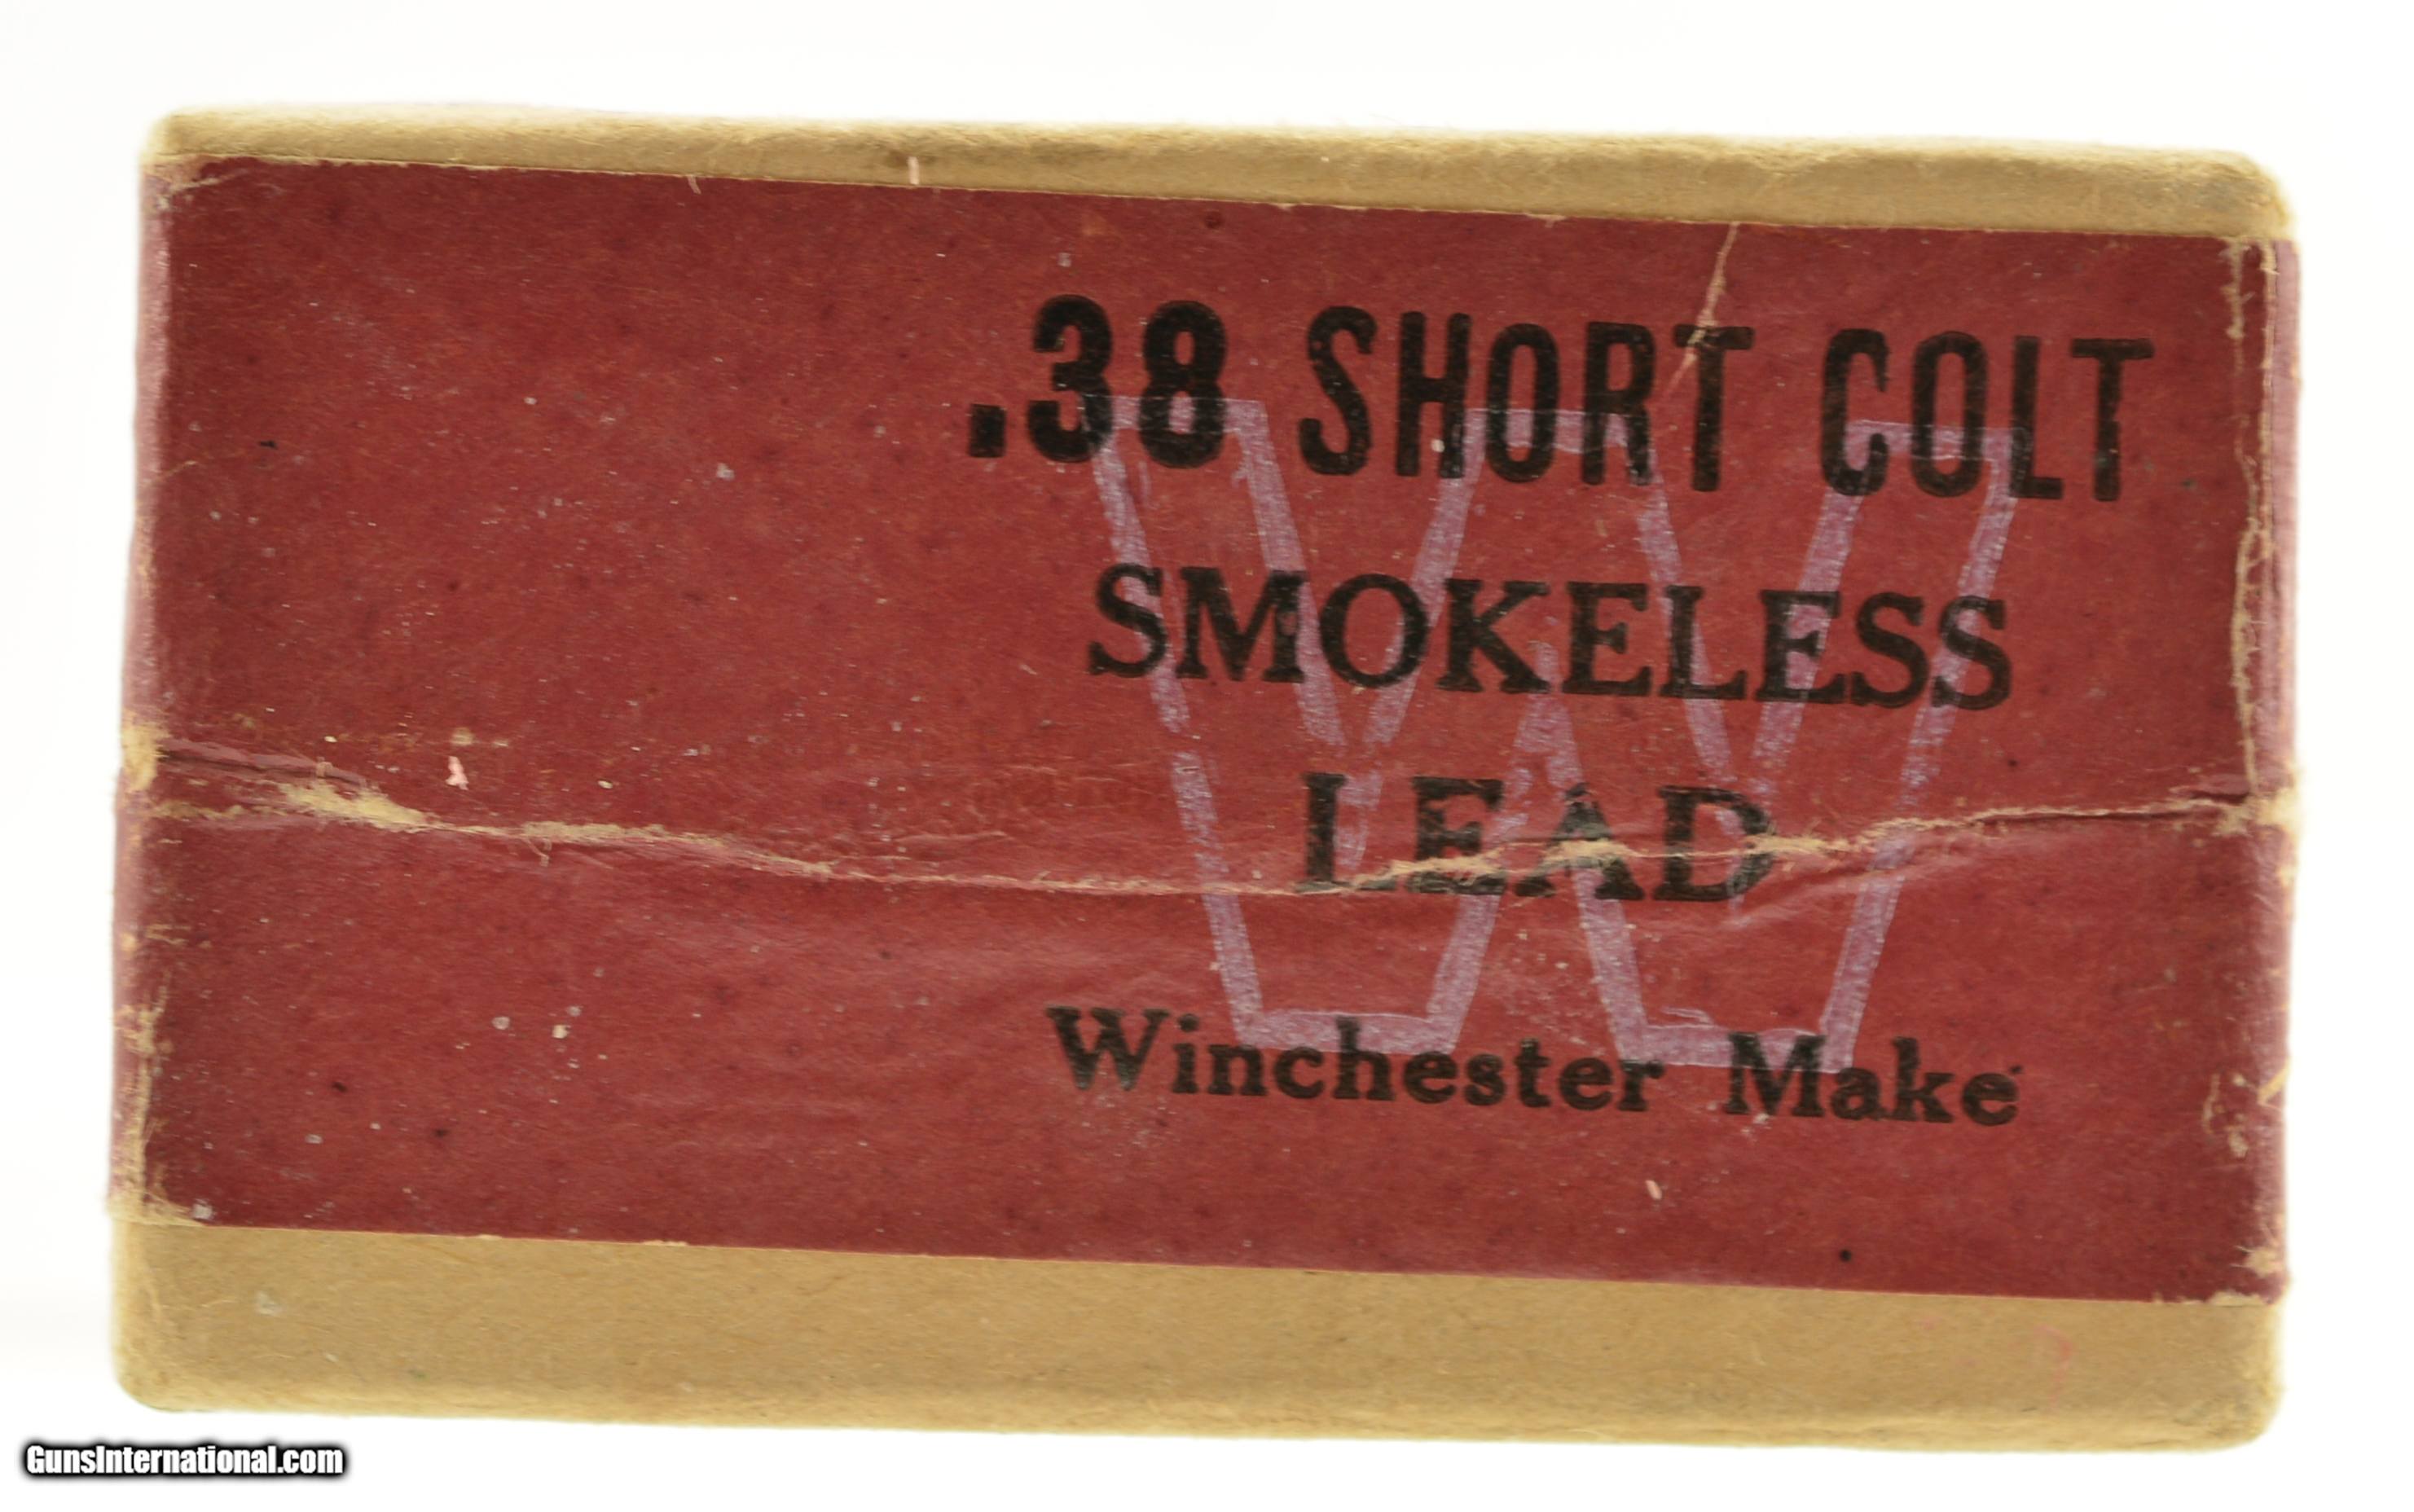 .38 SHORT COLT
W
SMOKELESS
LEAD
Winchester Make
GunsInternational.com